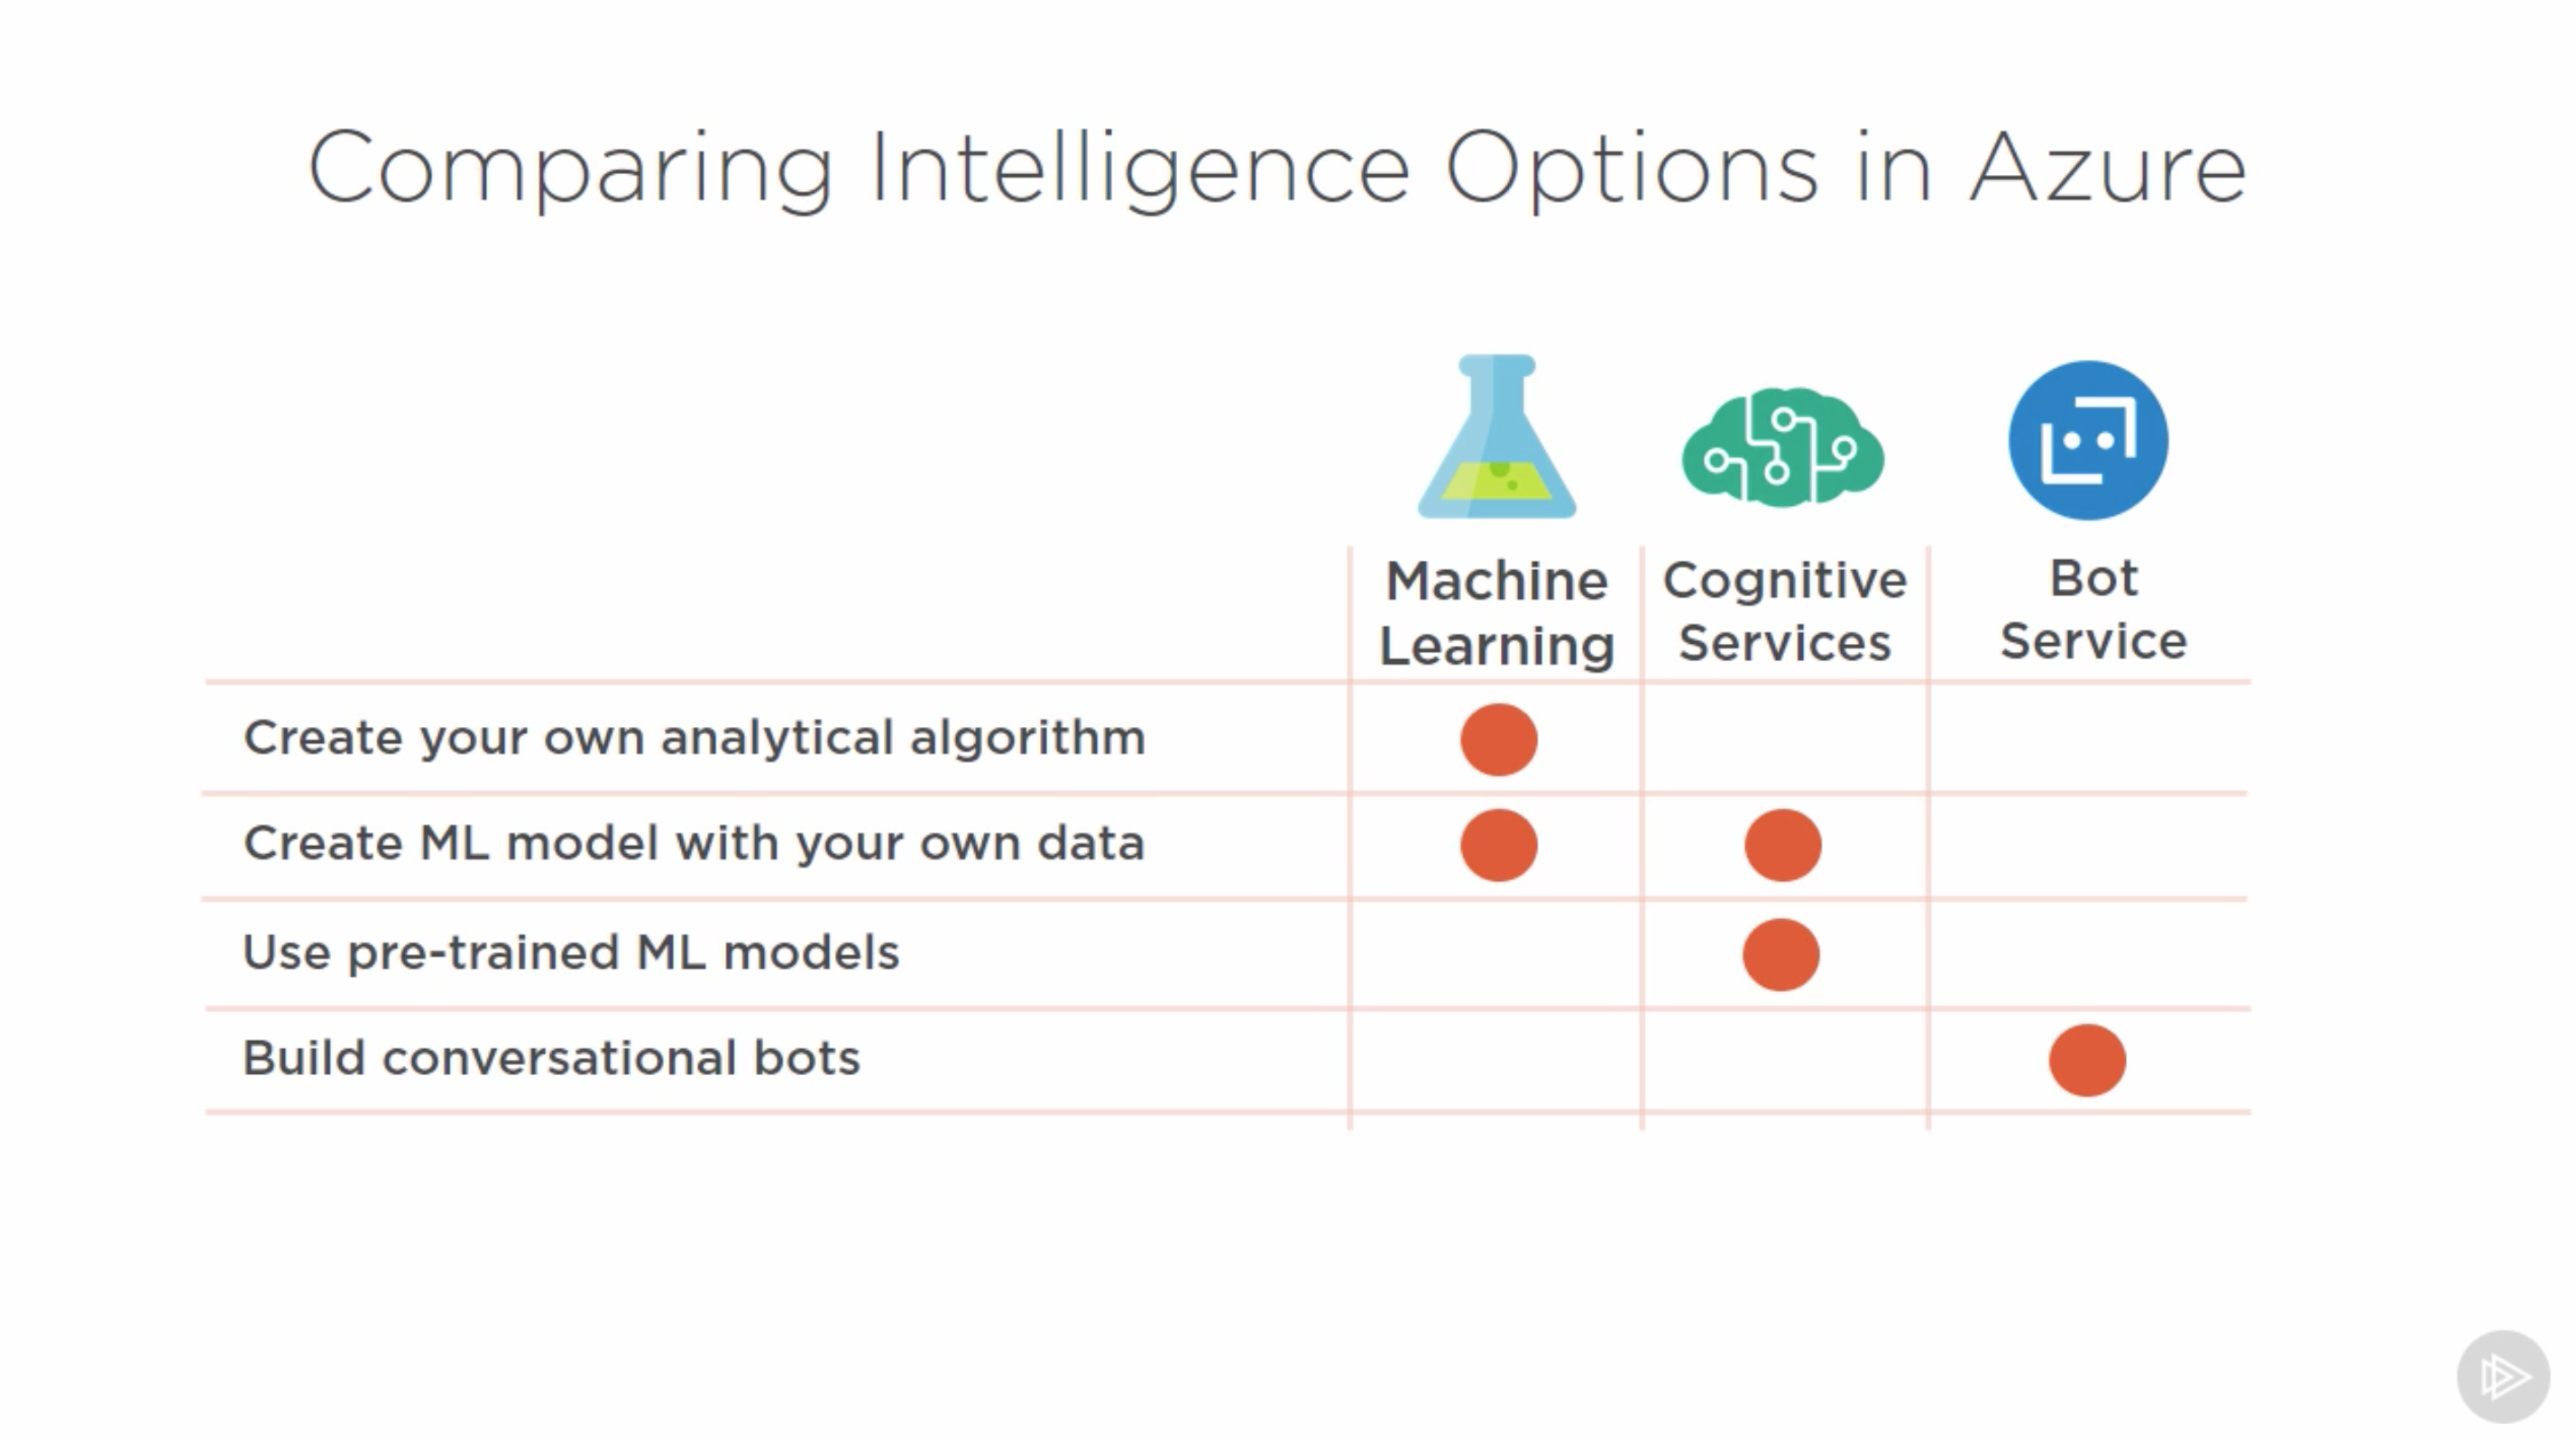 Comparing Intelligence Options in Azure
Machine Learning
Cognitive Services
Bot Service
Create your own analytical algorithm
Create ML model with your own data
Use pre-trained ML models
Build conversational bots